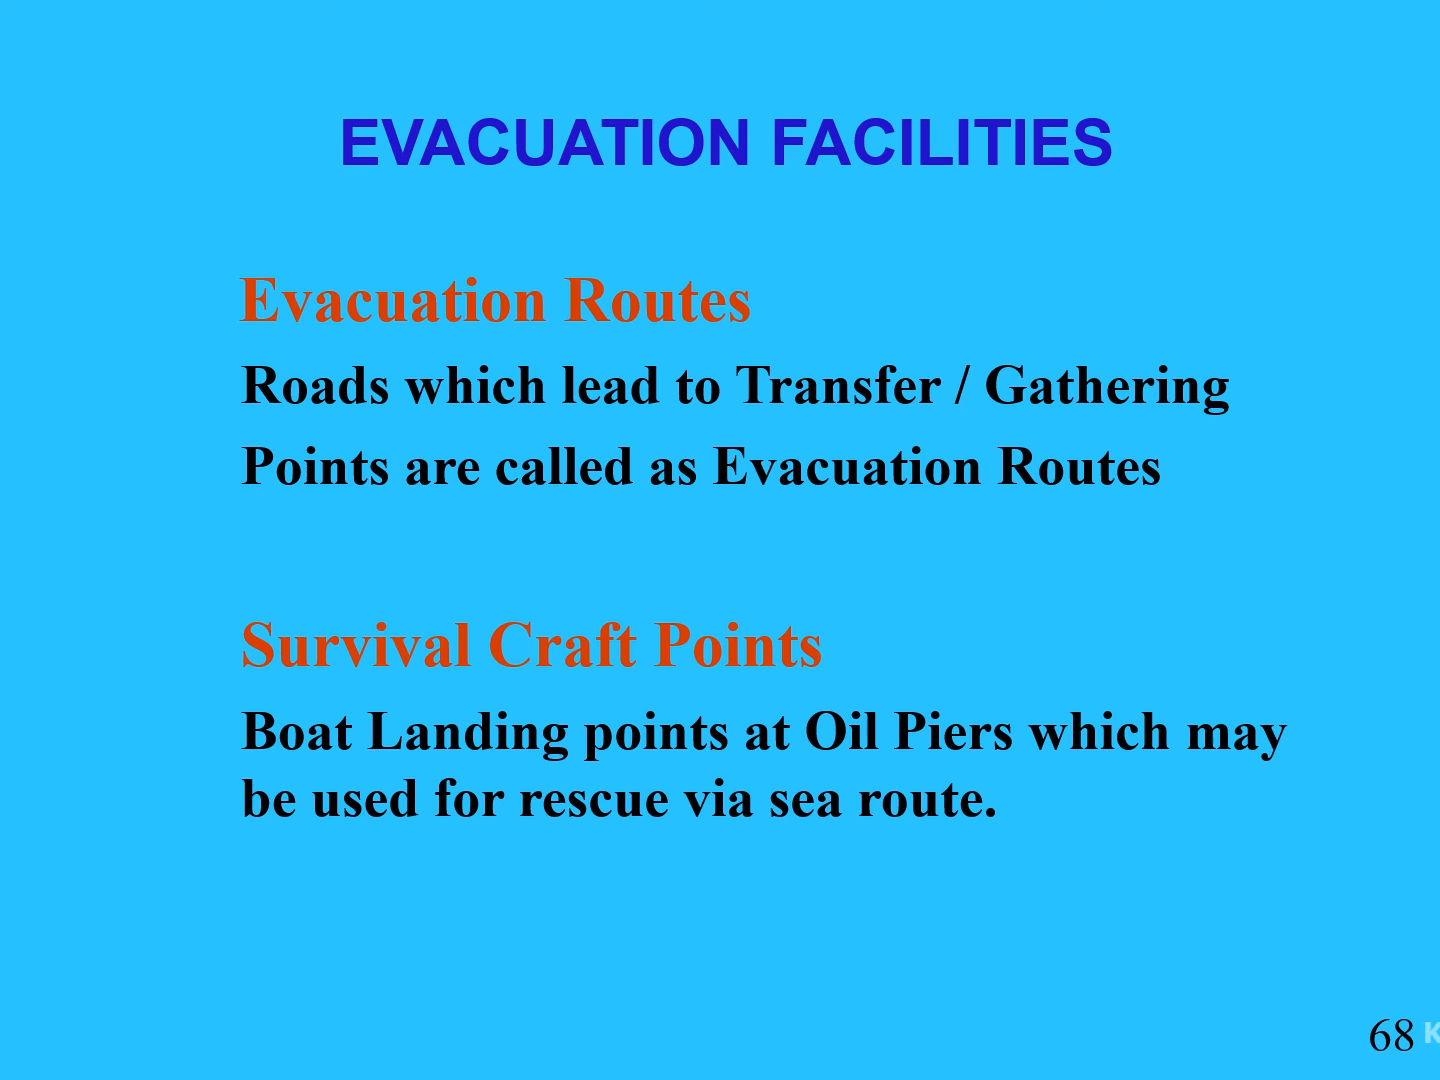 EVACUATION FACILITIES
Evacuation Routes
Roads which lead to Transfer / Gathering
Points are called as Evacuation Routes
Survival Craft Points
Boat Landing points at Oil Piers which may
be used for rescue via sea route.
68